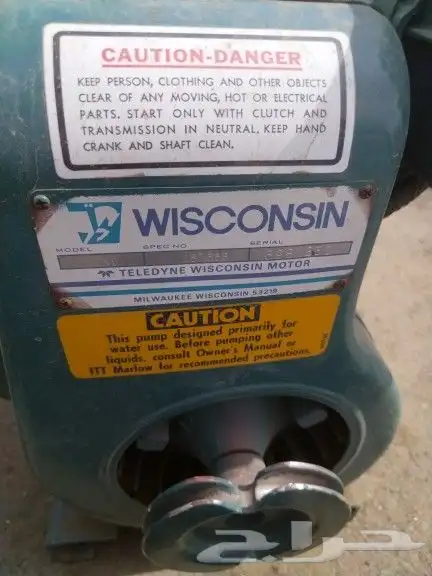 CAUTION-DANGER
KEEP PERSON, CLOTHING AND OTHER OBJECTS
CLEAR OF ANY MOVING, HOT OR ELECTRICAL
PARTS. START ONLY WITH CLUTCH AND
TRANSMISSION IN NEUTRAL. KEEP HAND
CRANK AND SHAFT CLEAN.
WISCONSIN
MODEL SPEC NO SERIAL
TELEDYNE WISCONSIN MOTOR
MILWAUKEE WISCONSIN 53219
CAUTION
This pump designed primarily for
water use. Before pumping other
liquids, consult Owner's Manual or
ITT Marlow for recommended precautions.
حراج